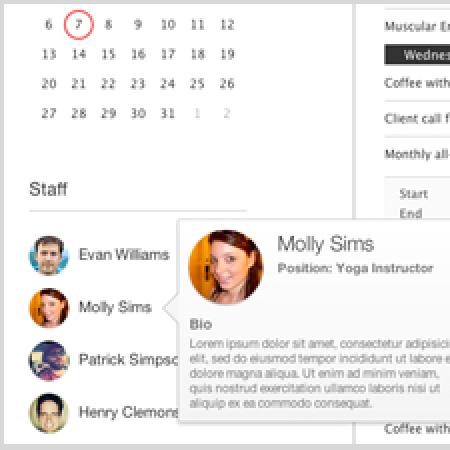 6 7 8 9 10 11 12
13 14 15 16 17 18 19
20 21 22 23 24 25 26
27 28 29 30 31 1 2
Staff
Evan Williams
Molly Sims
Patrick Simpso
Henry Clemons
Molly Sims
Position: Yoga Instructor
Bio
Lorem ipsum dolor sit amet, consectetur adipisici
elit, sed do eiusmod tempor incididunt ut labore e
dolore magna aliqua. Ut enim ad minim veniam,
quis nostrud exercitation ullamco laboris nisi ut
aliquip ex ea commodo consequat.
Muscular E
Wednes
Coffee with
Client call f
Monthly all-
Start
End
Coffee with